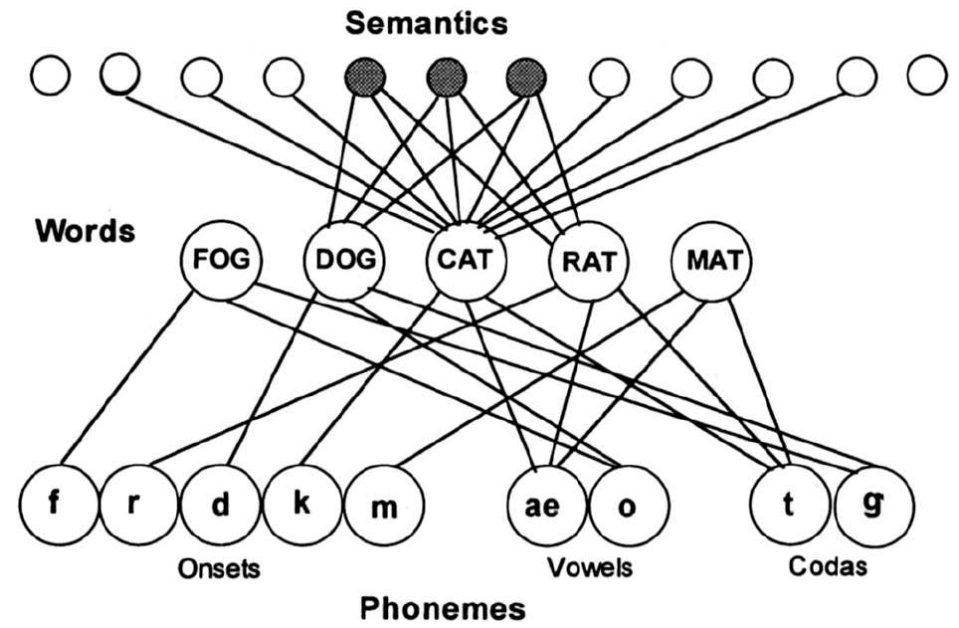 Semantics
Words
FOG DOG CAT RAT MAT
f r d k m ae o t g
Onsets Vowels Codas
Phonemes